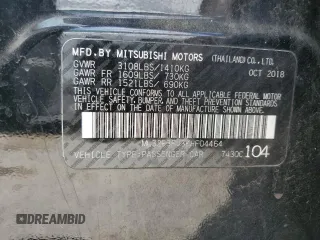 MFD. BY MITSUBISHI MOTORS (THAILAND) CO., LTD.
GVWR 3108LBS/1410KG OCT 2018
GAWR FR 1609LBS/ 730KG
GAWR RR 1521LBS/ 690KG
THIS VEHICLE CONFORMS TO ALL
APPLICABLE FEDERAL MOTOR VEHICLE
SAFETY, BUMPER AND THEFT PREVENTION
STANDARDS IN EFFECT ON THE DATE OF
MANUFACTURE SHOWN ABOVE.
VEHICLE TYPE:PASSENGER CAR 7430C 104
DIEBOLD